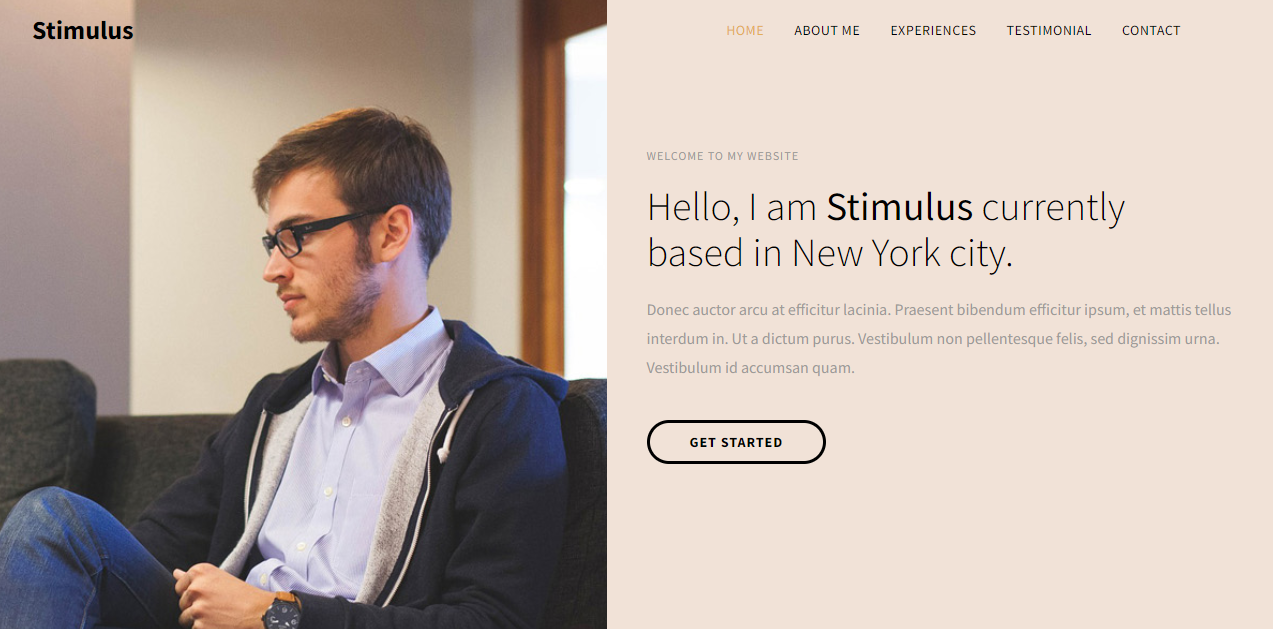 Stimulus
HOME ABOUT ME EXPERIENCES TESTIMONIAL CONTACT
WELCOME TO MY WEBSITE
Hello, I am Stimulus currently
based in New York city.
Donec auctor arcu at efficitur lacinia. Praesent bibendum efficitur ipsum, et mattis tellus
interdum in. Ut a dictum purus. Vestibulum non pellentesque felis, sed dignissim urna.
Vestibulum id accumsan quam.
GET STARTED